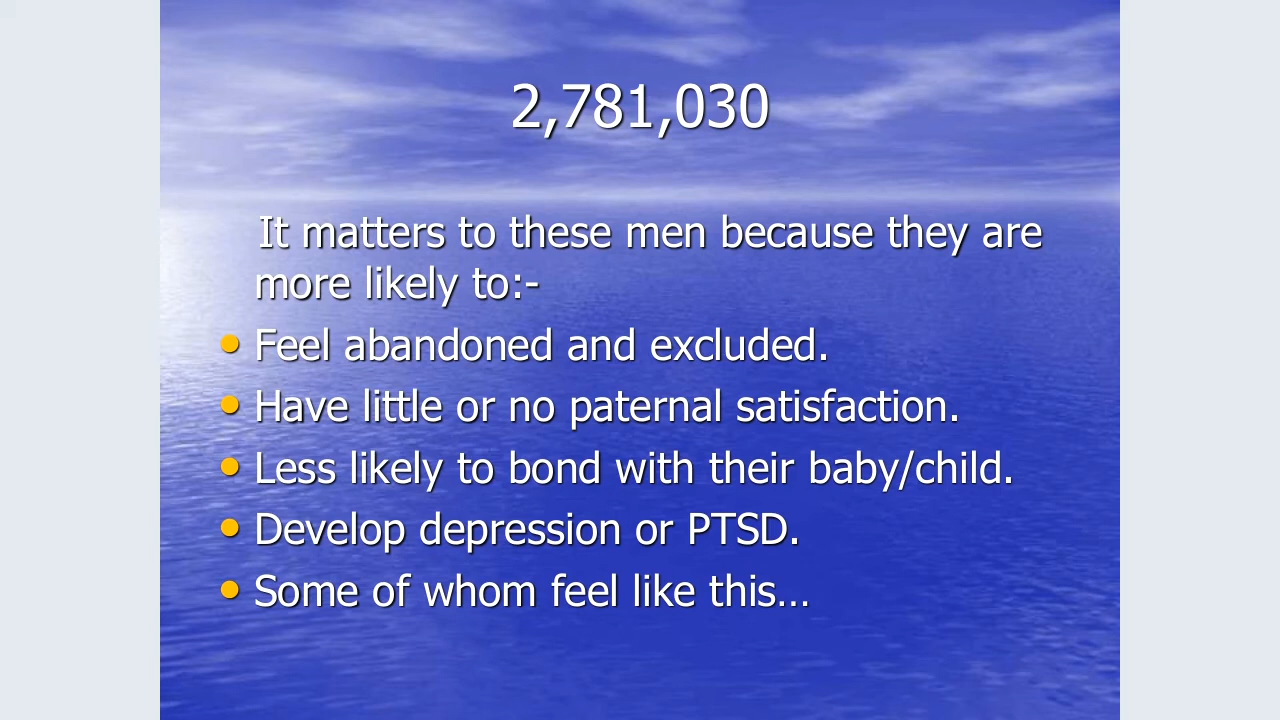 2,781,030
It matters to these men because they are
more likely to:-
• Feel abandoned and excluded.
• Have little or no paternal satisfaction.
• Less likely to bond with their baby/child.
• Develop depression or PTSD.
• Some of whom feel like this…